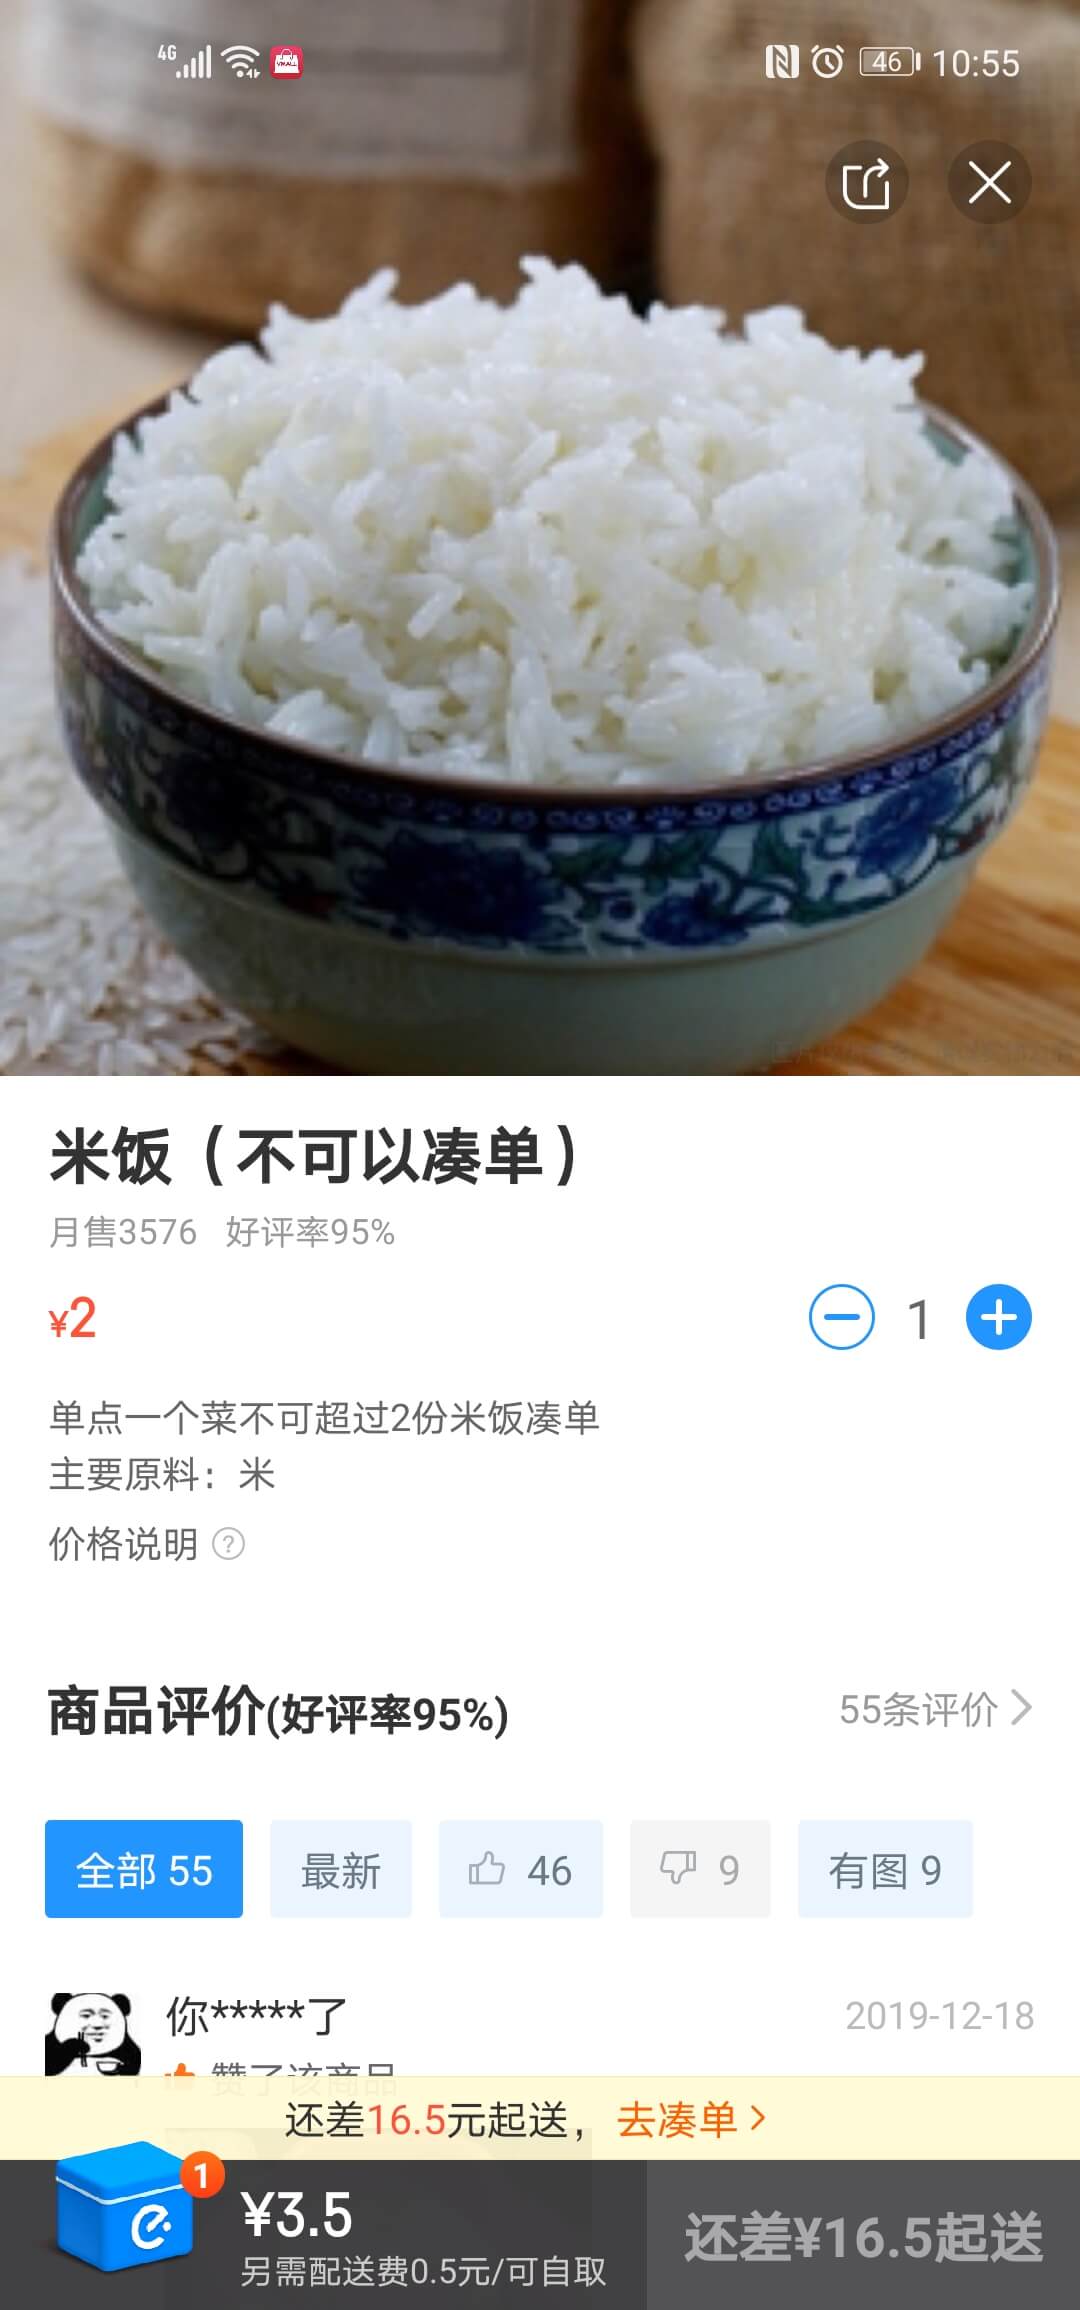 4G
VMALL
46
10:55
米饭（不可以凑单）
月售3576 好评率95%
¥2
1
单点一个菜不可超过2份米饭凑单
主要原料：米
价格说明 ?
商品评价(好评率95%)
55条评价
全部 55
最新
46
9
有图 9
你*****了
2019-12-18
赞了该商品
还差16.5元起送，去凑单
1
¥3.5
另需配送费0.5元/可自取
还差¥16.5起送